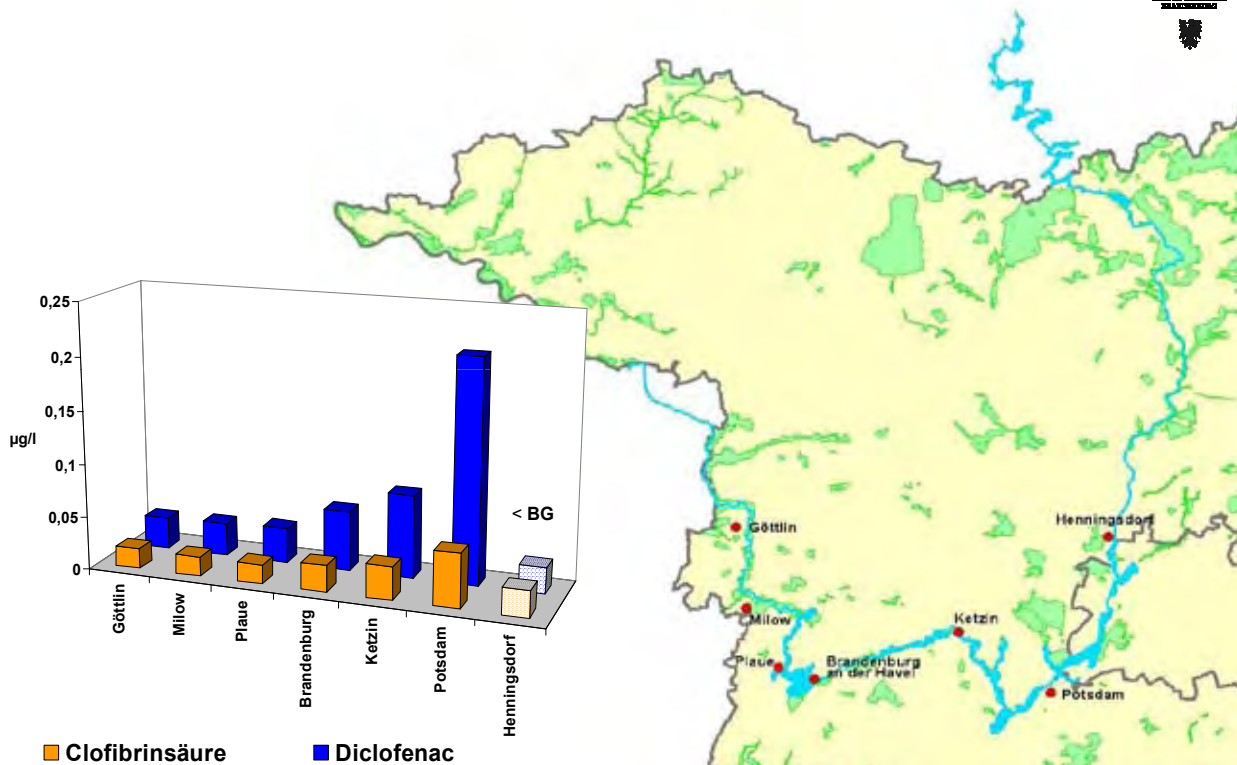 0,25
0,2
0,15
µg/l
0,1
0,05
0
< BG
Göttlin
Milow
Plaue
Brandenburg
Ketzin
Potsdam
Henningsdorf
Clofibrinsäure
Diclofenac
Henningsdorf
Göttlin
Milow
Ketzin
Plaue
Brandenburg
an der Havel
Potsdam